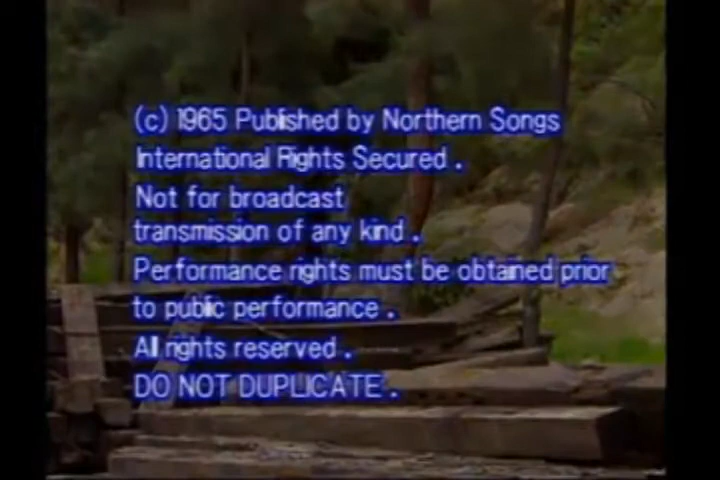 (c) 1965 Published by Northern Songs
International Rights Secured .
Not for broadcast
transmission of any kind .
Performance rights must be obtained prior
to public performance .
All rights reserved .
DO NOT DUPLICATE .